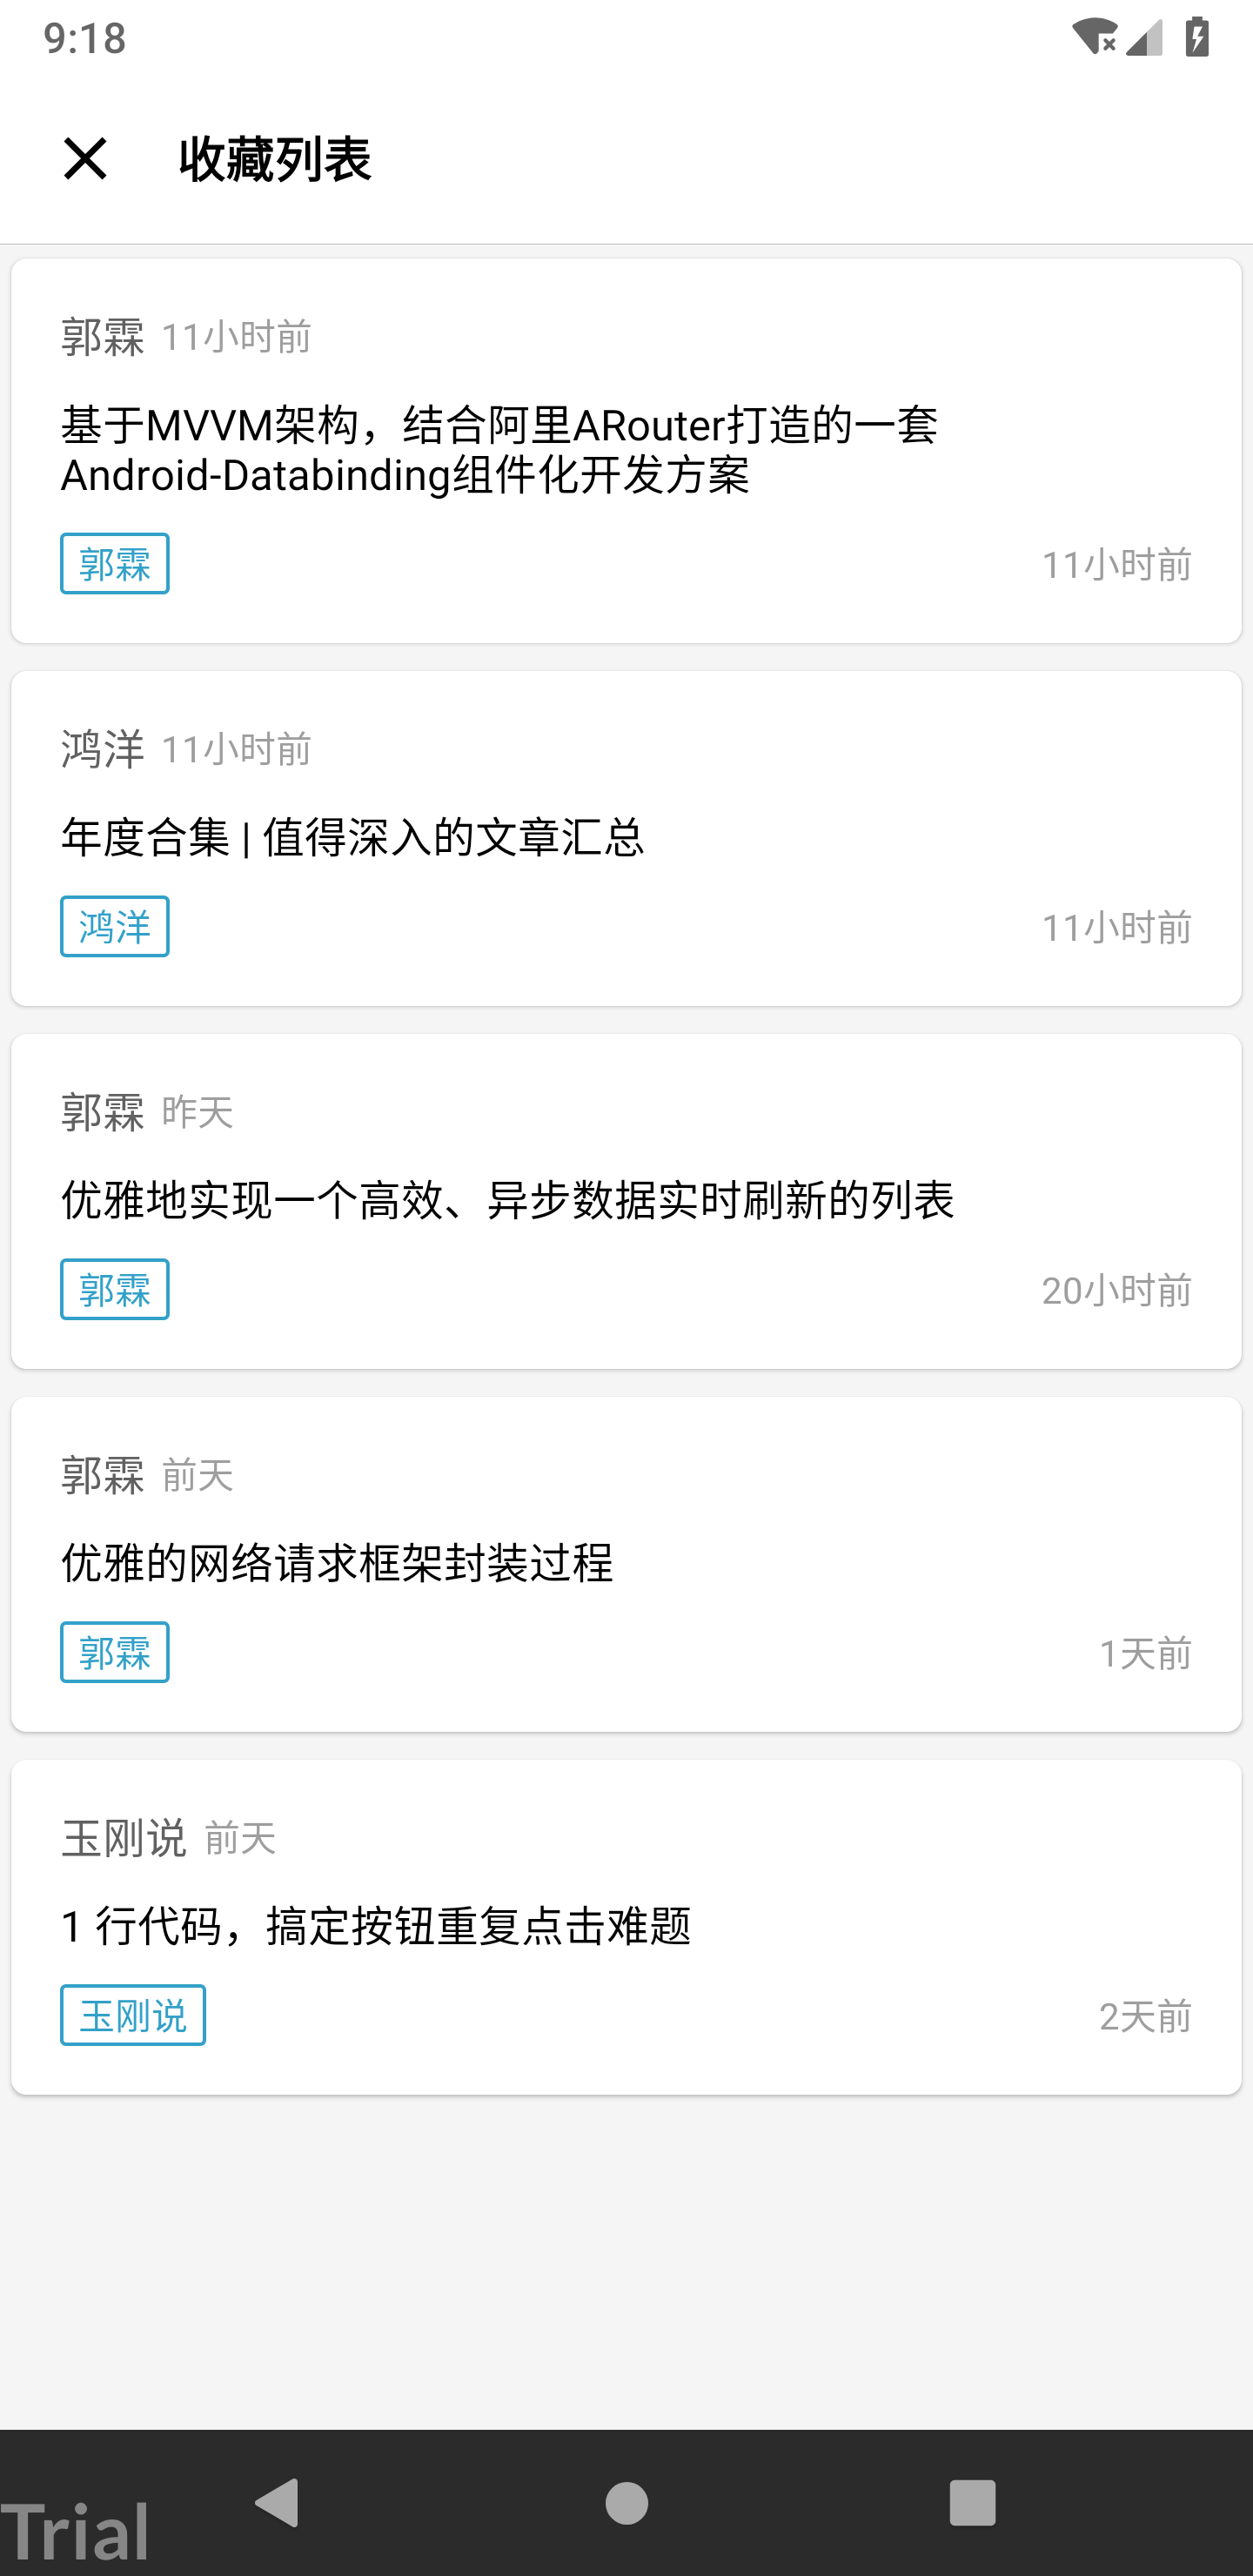 9:18
收藏列表
郭霖 11小时前
基于MVVM架构，结合阿里ARouter打造的一套
Android-Databinding组件化开发方案
郭霖 11小时前
鸿洋 11小时前
年度合集 | 值得深入的文章汇总
鸿洋 11小时前
郭霖 昨天
优雅地实现一个高效、异步数据实时刷新的列表
郭霖 20小时前
郭霖 前天
优雅的网络请求框架封装过程
郭霖 1天前
玉刚说 前天
1 行代码，搞定按钮重复点击难题
玉刚说 2天前
Trial